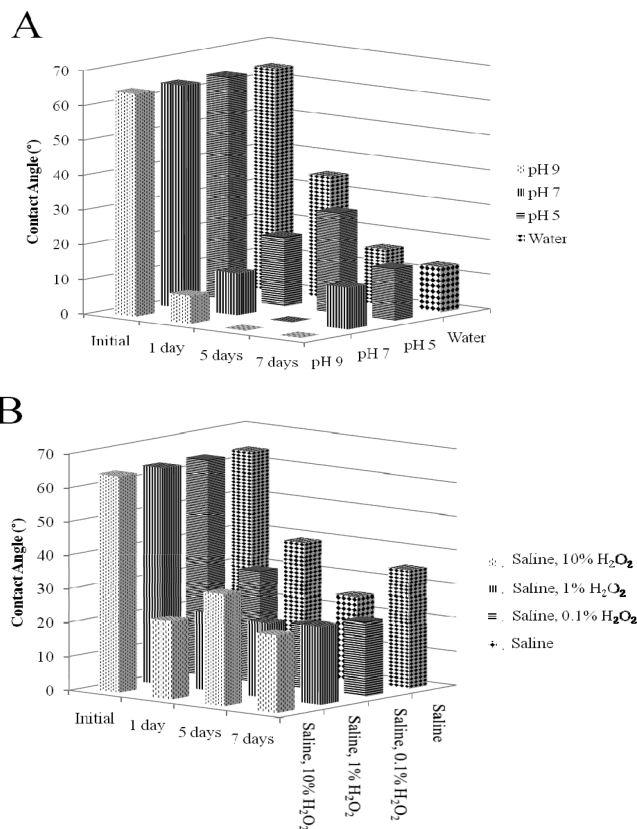 A
70
60
50
40
30
20
10
0
Contact Angle (°)
Initial
1 day
5 days
7 days
pH 9
pH 7
pH 5
Water
pH 9
pH 7
pH 5
Water
B
70
60
50
40
30
20
10
0
Contact Angle (°)
Initial
1 day
5 days
7 days
Saline, 10% H₂O₂
Saline, 1% H₂O₂
Saline, 0.1% H₂O₂
Saline
Saline, 10% H₂O₂
Saline, 1% H₂O₂
Saline, 0.1% H₂O₂
Saline